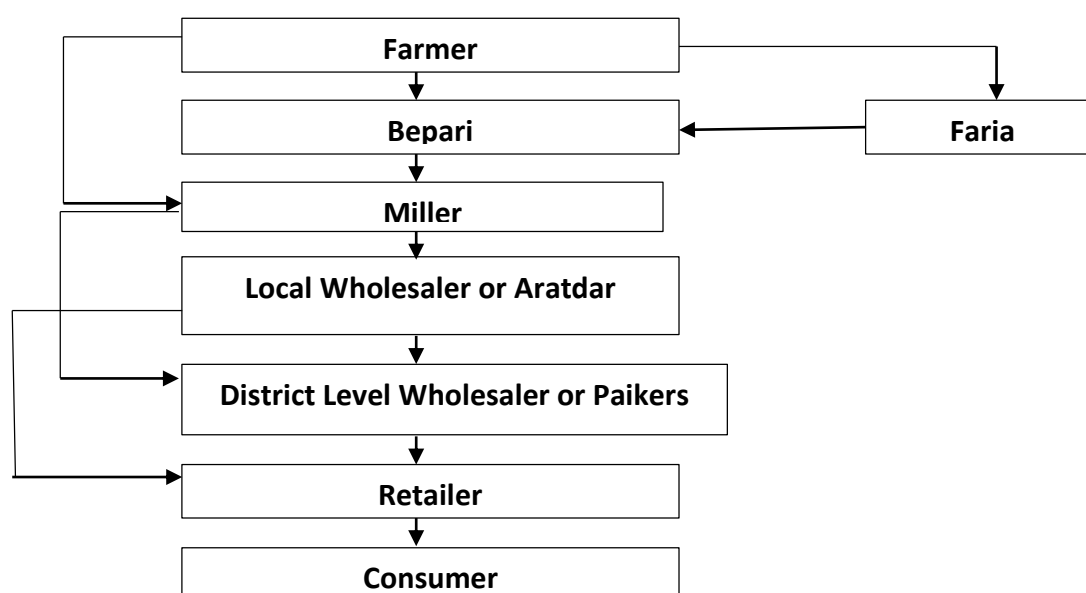 Farmer
Bepari
Faria
Miller
Local Wholesaler or Aratdar
District Level Wholesaler or Paikers
Retailer
Consumer